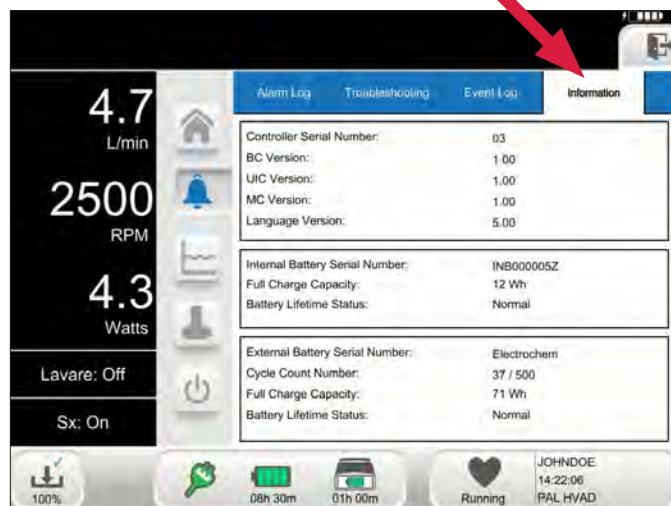 4.7
L/min
2500
RPM
4.3
Watts
Lavare: Off
Sx: On
Alarm Log Troubleshooting Event Log Information
Controller Serial Number: 03
BC Version: 1.00
UIC Version: 1.00
MC Version: 1.00
Language Version: 5.00
Internal Battery Serial Number: INB000005Z
Full Charge Capacity: 12 Wh
Battery Lifetime Status: Normal
External Battery Serial Number: Electrochem
Cycle Count Number: 37 / 500
Full Charge Capacity: 71 Wh
Battery Lifetime Status: Normal
100%
08h 30m
01h 00m
Running
JOHNDOE
14:22:06
PAL HVAD